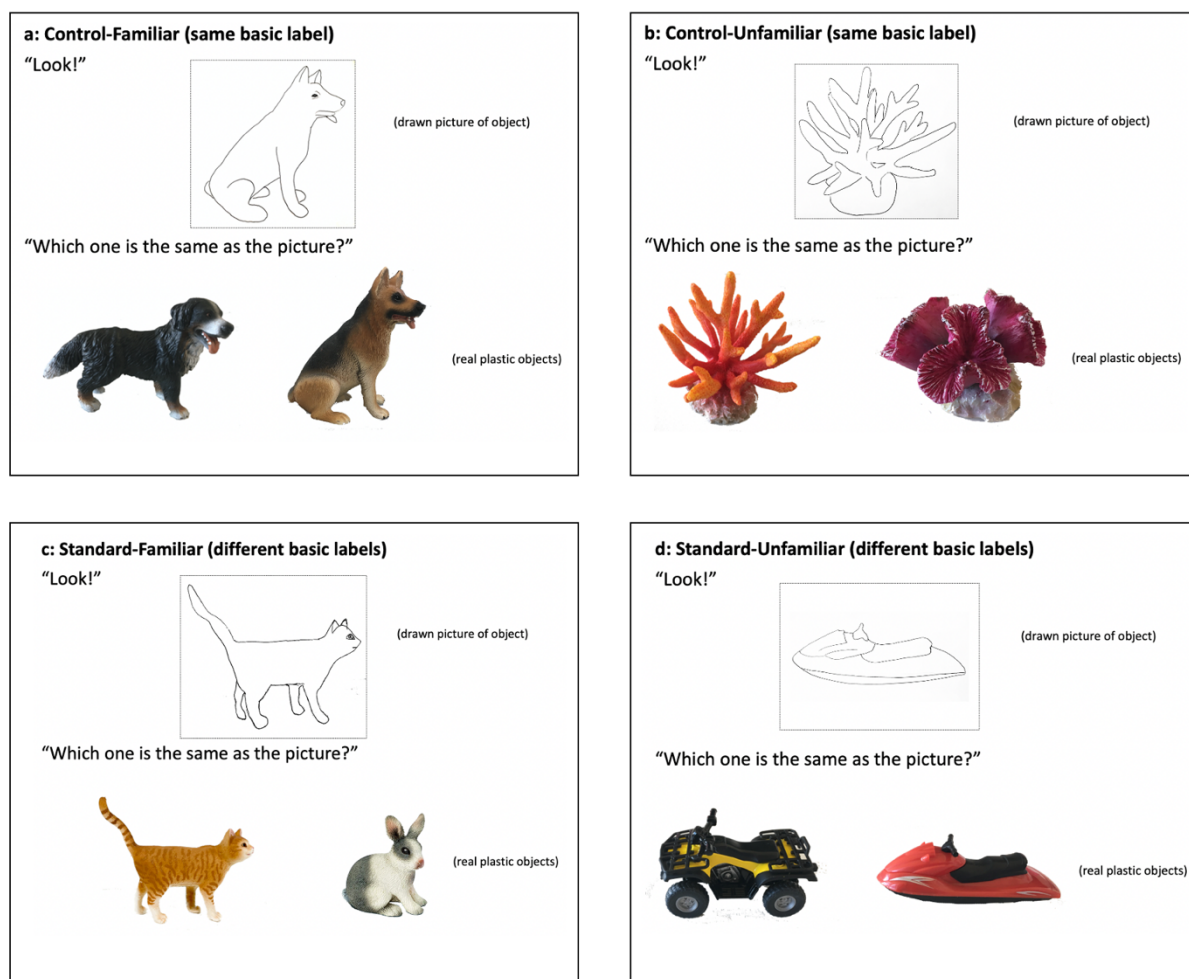 a: Control-Familiar (same basic label)
“Look!”
(drawn picture of object)
“Which one is the same as the picture?”
(real plastic objects)
b: Control-Unfamiliar (same basic label)
“Look!”
(drawn picture of object)
“Which one is the same as the picture?”
(real plastic objects)
c: Standard-Familiar (different basic labels)
“Look!”
(drawn picture of object)
“Which one is the same as the picture?”
(real plastic objects)
d: Standard-Unfamiliar (different basic labels)
“Look!”
(drawn picture of object)
“Which one is the same as the picture?”
(real plastic objects)